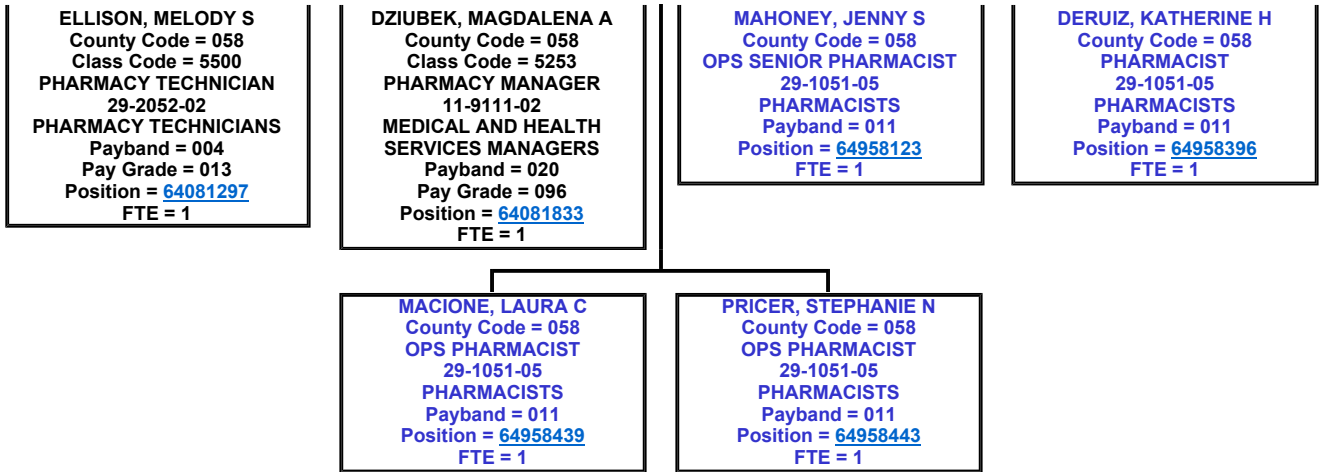 ELLISON, MELODY S
County Code = 058
Class Code = 5500
PHARMACY TECHNICIAN
29-2052-02
PHARMACY TECHNICIANS
Payband = 004
Pay Grade = 013
Position = 64081297
FTE = 1
DZIUBEK, MAGDALENA A
County Code = 058
Class Code = 5253
PHARMACY MANAGER
11-9111-02
MEDICAL AND HEALTH
SERVICES MANAGERS
Payband = 020
Pay Grade = 096
Position = 64081833
FTE = 1
MAHONEY, JENNY S
County Code = 058
OPS SENIOR PHARMACIST
29-1051-05
PHARMACISTS
Payband = 011
Position = 64958123
FTE = 1
DERUIZ, KATHERINE H
County Code = 058
PHARMACIST
29-1051-05
PHARMACISTS
Payband = 011
Position = 64958396
FTE = 1
MACIONE, LAURA C
County Code = 058
OPS PHARMACIST
29-1051-05
PHARMACISTS
Payband = 011
Position = 64958439
FTE = 1
PRICER, STEPHANIE N
County Code = 058
OPS PHARMACIST
29-1051-05
PHARMACISTS
Payband = 011
Position = 64958443
FTE = 1